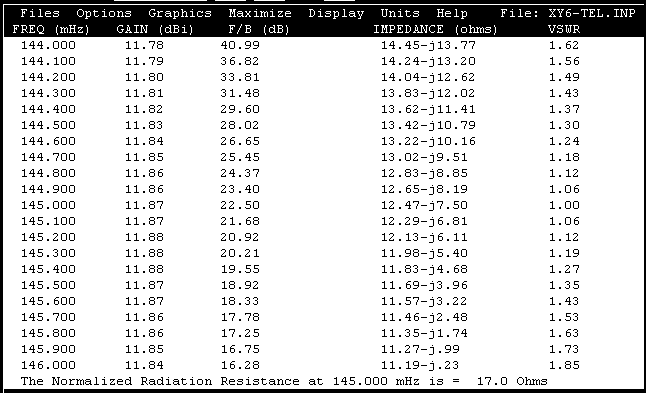 Files Options Graphics Maximize Display Units Help File: XY6-TEL.INP
FREQ (mHz) GAIN (dBi) F/B (dB) IMPEDANCE (ohms) VSWR
144.000 11.78 40.99 14.45-j13.77 1.62
144.100 11.79 36.82 14.24-j13.20 1.56
144.200 11.80 33.81 14.04-j12.62 1.49
144.300 11.81 31.48 13.83-j12.02 1.43
144.400 11.82 29.60 13.62-j11.41 1.37
144.500 11.83 28.02 13.42-j10.79 1.30
144.600 11.84 26.65 13.22-j10.16 1.24
144.700 11.85 25.45 13.02-j9.51 1.18
144.800 11.86 24.37 12.83-j8.85 1.12
144.900 11.86 23.40 12.65-j8.19 1.06
145.000 11.87 22.50 12.47-j7.50 1.00
145.100 11.87 21.68 12.29-j6.81 1.06
145.200 11.88 20.92 12.13-j6.11 1.12
145.300 11.88 20.21 11.98-j5.40 1.19
145.400 11.88 19.55 11.83-j4.68 1.27
145.500 11.87 18.92 11.69-j3.96 1.35
145.600 11.87 18.33 11.57-j3.22 1.43
145.700 11.86 17.78 11.46-j2.48 1.53
145.800 11.86 17.25 11.35-j1.74 1.63
145.900 11.85 16.75 11.27-j.99 1.73
146.000 11.84 16.28 11.19-j.23 1.85
The Normalized Radiation Resistance at 145.000 mHz is = 17.0 Ohms